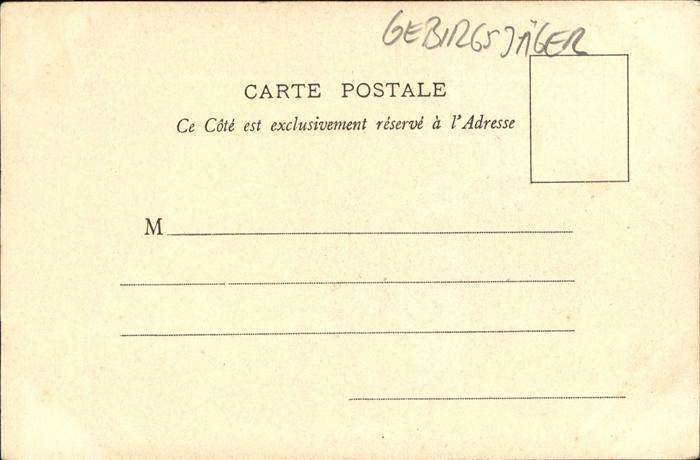 GEBIRGSJÄGER
CARTE POSTALE
Ce Côté est exclusivement réservé à l'Adresse
M